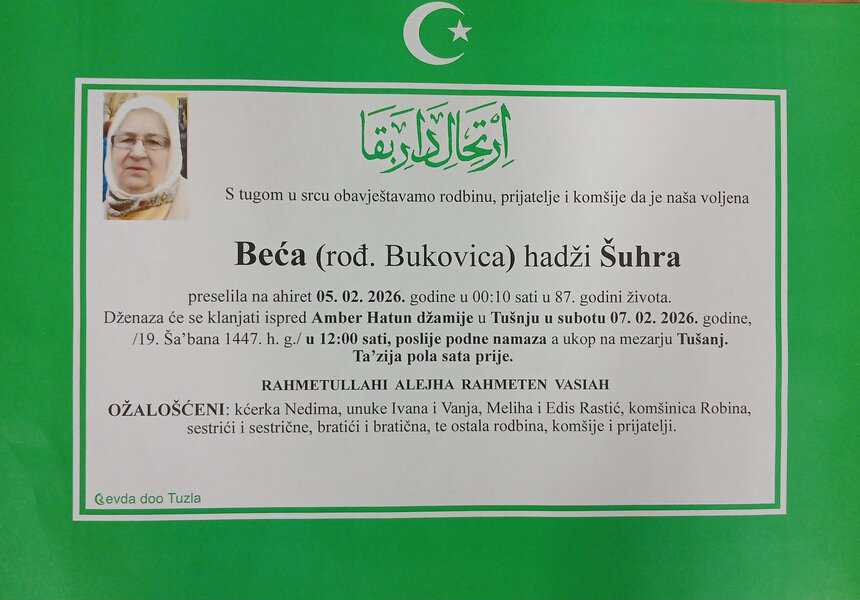 اِرْتِحَالِ دَارِ بَقَا
S tugom u srcu obavještavamo rodbinu, prijatelje i komšije da je naša voljena
Beća (rođ. Bukovica) hadži Šuhra
preselila na ahiret 05. 02. 2026. godine u 00:10 sati u 87. godini života.
Dženaza će se klanjati ispred Amber Hatun džamije u Tušnju u subotu 07. 02. 2026. godine,
/19. Ša’bana 1447. h. g./ u 12:00 sati, poslije podne namaza a ukop na mezarju Tušanj.
Ta’zija pola sata prije.
RAHMETULLAHI ALEJHA RAHMETEN VASIAH
OŽALOŠĆENI: kćerka Nedima, unuke Ivana i Vanja, Meliha i Edis Rastić, komšinica Robina,
sestrići i sestrične, bratići i bratična, te ostala rodbina, komšije i prijatelji.
evda doo Tuzla